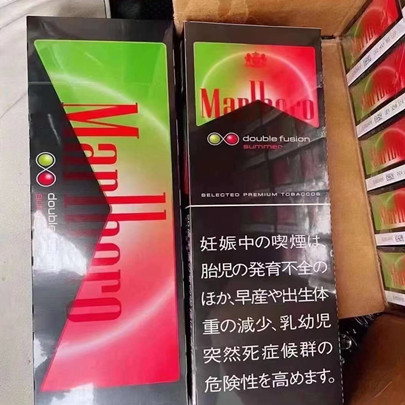 Marlboro
double
Marlboro
double fusion
summer
SELECTED PREMIUM TOBACCOS
妊娠中の喫煙は、
胎児の発育不全の
ほか、早産や出生体
重の減少、乳幼児
突然死症候群の
危険性を高めます。